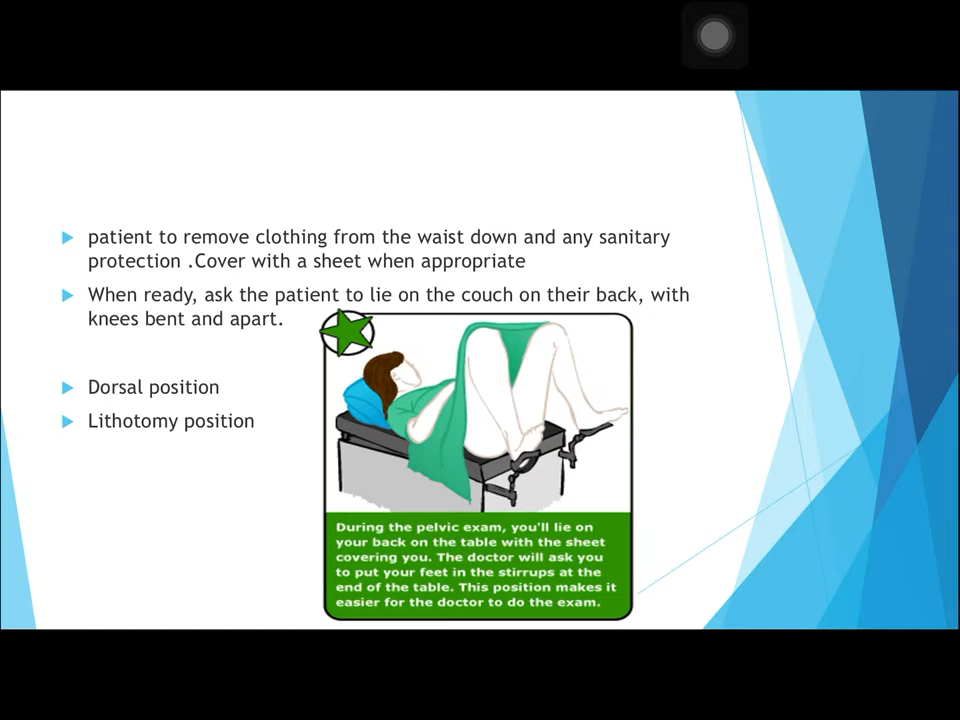 patient to remove clothing from the waist down and any sanitary
protection .Cover with a sheet when appropriate
When ready, ask the patient to lie on the couch on their back, with
knees bent and apart.
Dorsal position
Lithotomy position
During the pelvic exam, you'll lie on
your back on the table with the sheet
covering you. The doctor will ask you
to put your feet in the stirrups at the
end of the table. This position makes it
easier for the doctor to do the exam.